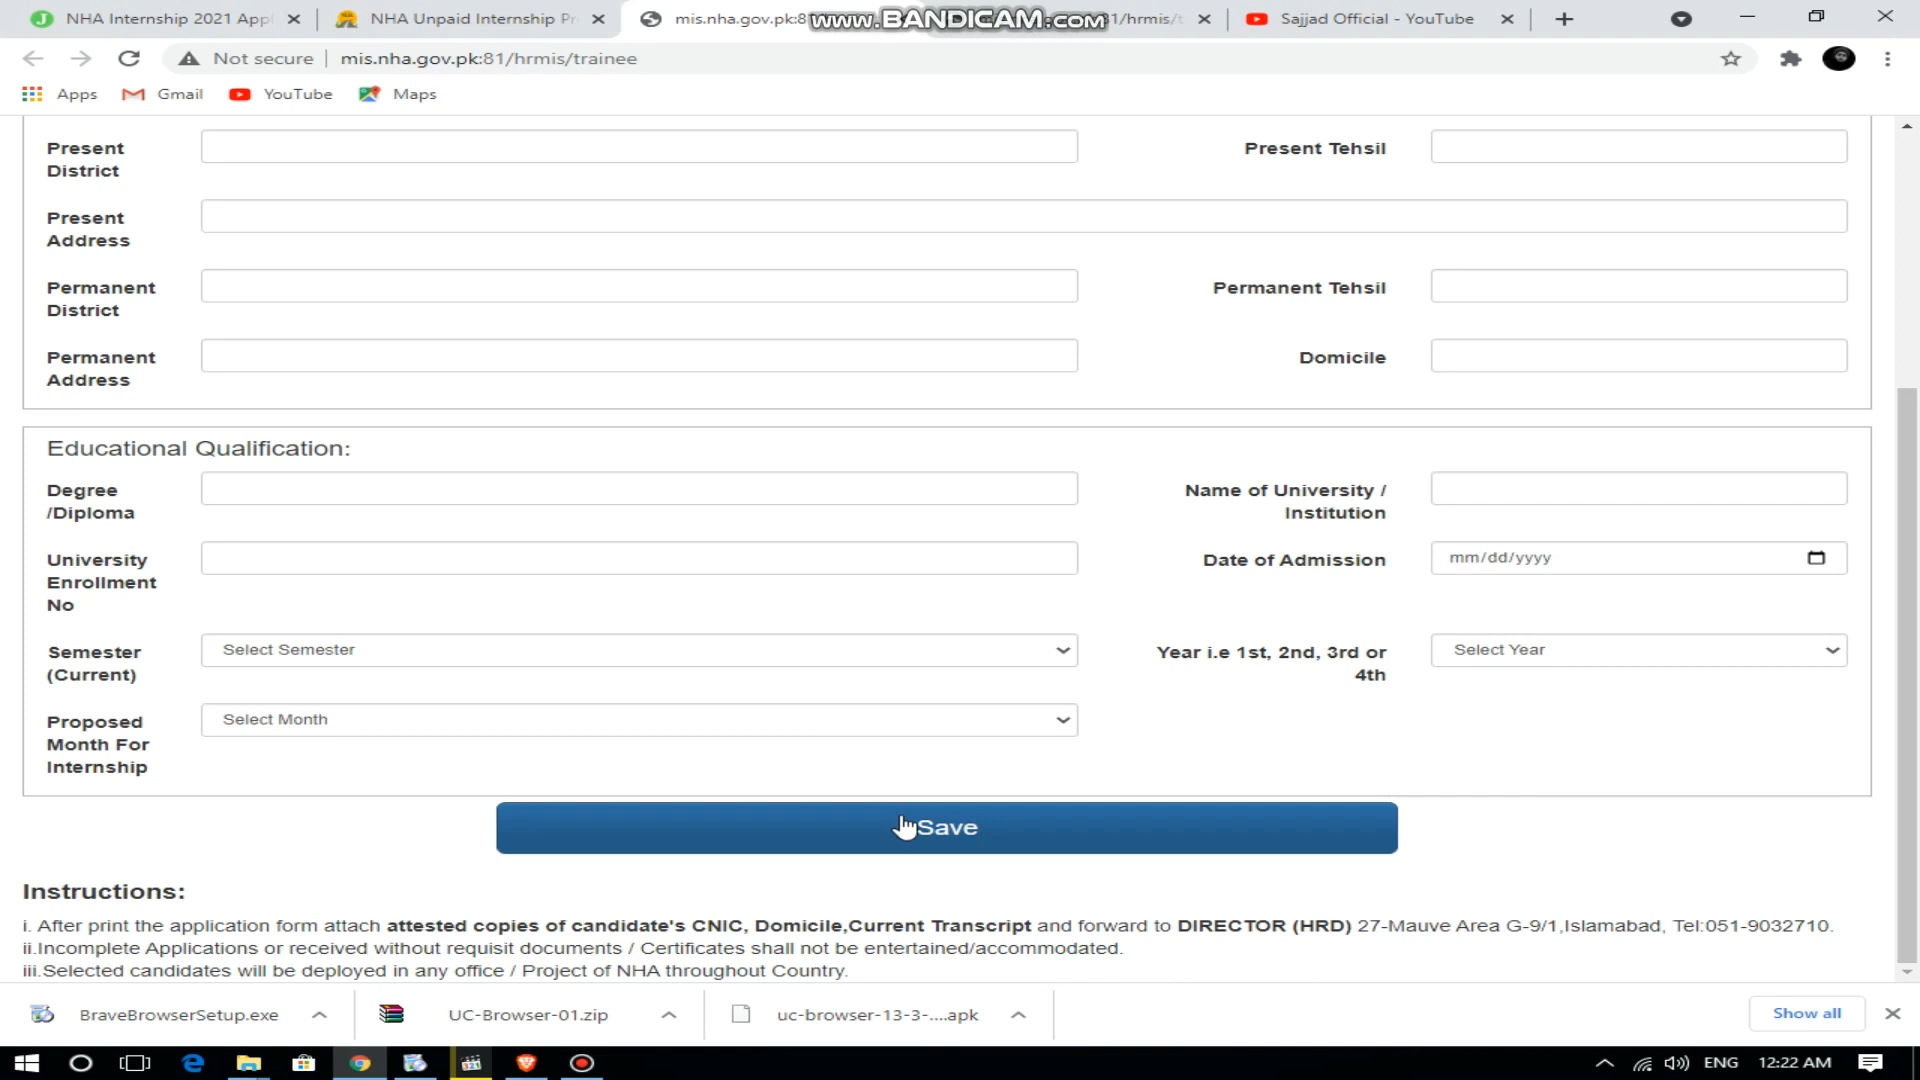 NHA Internship 2021 Appl
NHA Unpaid Internship Pr
mis.nha.gov.pk:8
www.BANDICAM.com
81/hrmis/t
Sajjad Official - YouTube
Not secure
mis.nha.gov.pk:81/hrmis/trainee
Apps
Gmail
YouTube
Maps
Present District
Present Tehsil
Present Address
Permanent District
Permanent Tehsil
Permanent Address
Domicile
Educational Qualification:
Degree /Diploma
Name of University / Institution
University Enrollment No
Date of Admission
mm/dd/yyyy
Semester (Current)
Select Semester
Year i.e 1st, 2nd, 3rd or 4th
Select Year
Proposed Month For Internship
Select Month
Save
Instructions:
i. After print the application form attach attested copies of candidate's CNIC, Domicile,Current Transcript and forward to DIRECTOR (HRD) 27-Mauve Area G-9/1,Islamabad, Tel:051-9032710.
ii.Incomplete Applications or received without requisit documents / Certificates shall not be entertained/accommodated.
iii.Selected candidates will be deployed in any office / Project of NHA throughout Country.
BraveBrowserSetup.exe
UC-Browser-01.zip
uc-browser-13-3-....apk
Show all
ENG
12:22 AM